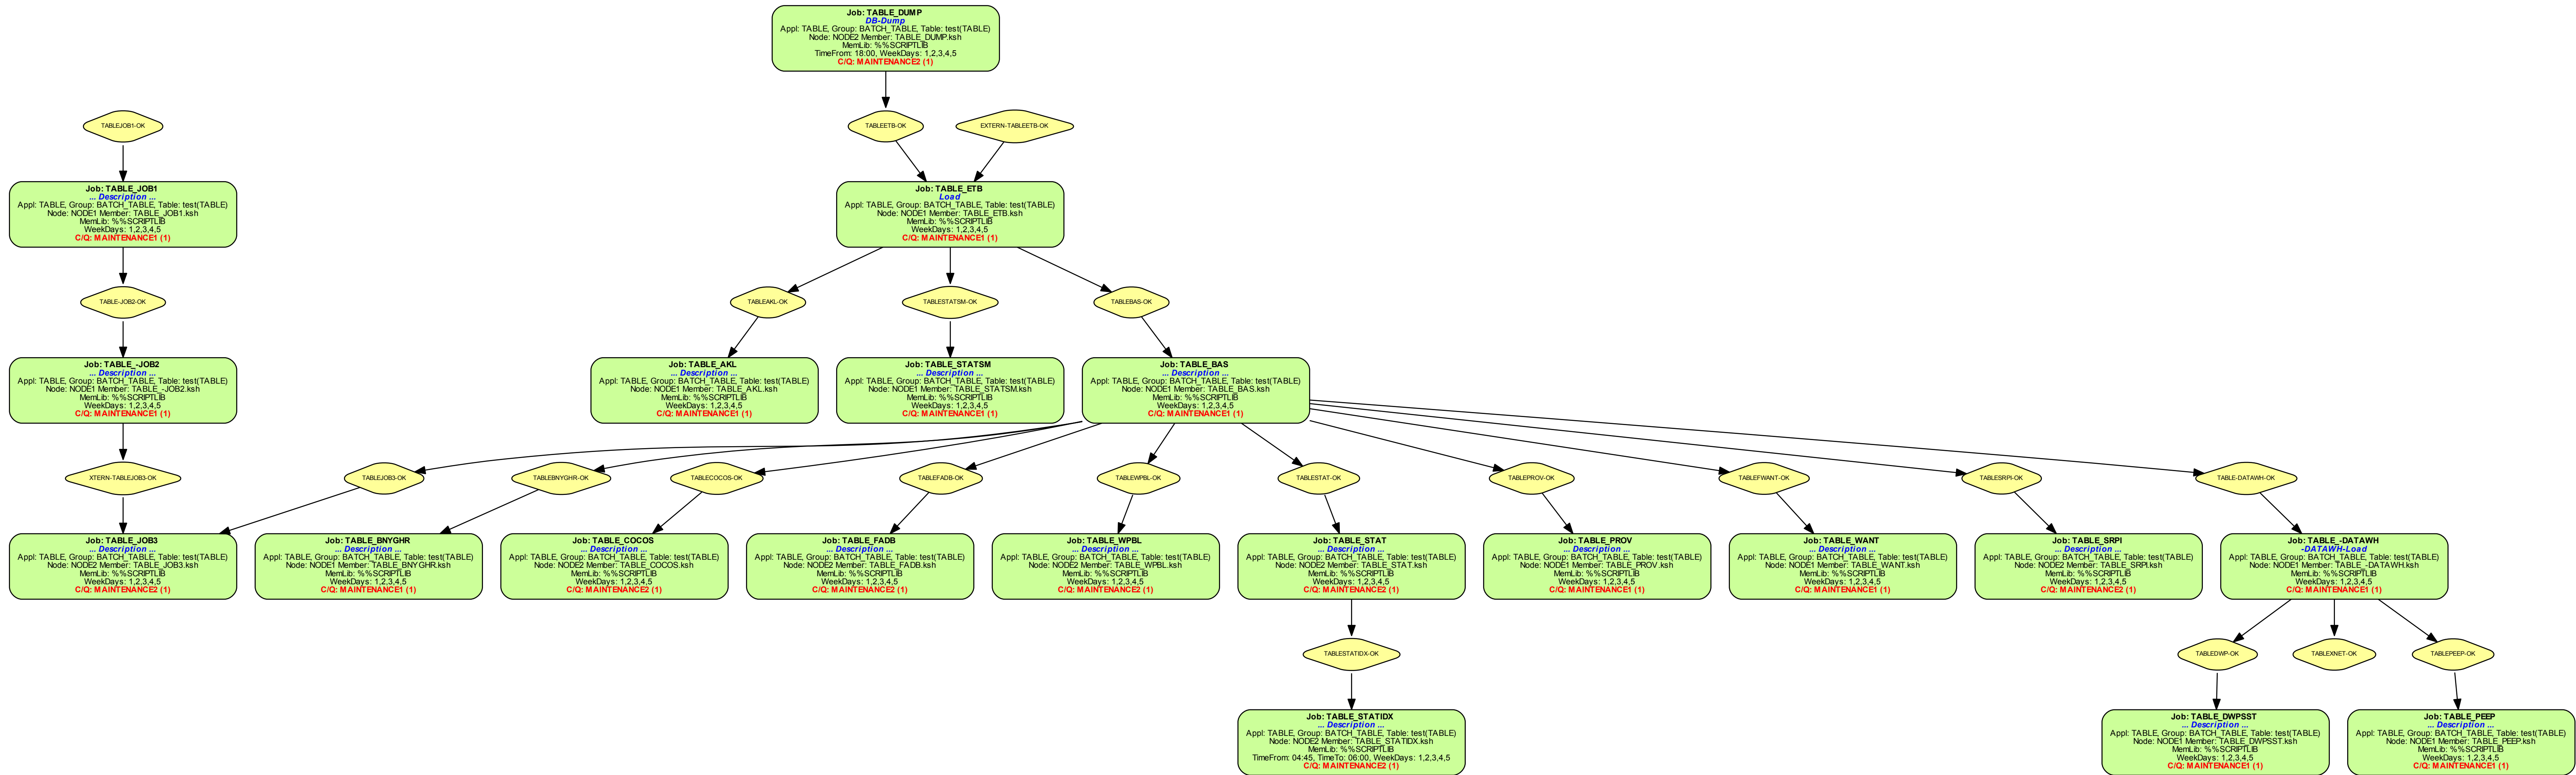 Job: TABLE_DUMP
DB-Dump
Appl: TABLE, Group: BATCH_TABLE, Table: test(TABLE)
Node: NODE2 Member: TABLE_DUMP.ksh
MemLib: %%SCRIPTLIB
TimeFrom: 18:00, WeekDays: 1,2,3,4,5
C/Q: MAINTENANCE2 (1)
TABLEJOB1-OK
TABLEETB-OK
EXTERN-TABLEETB-OK
Job: TABLE_JOB1
... Description ...
Appl: TABLE, Group: BATCH_TABLE, Table: test(TABLE)
Node: NODE1 Member: TABLE_JOB1.ksh
MemLib: %%SCRIPTLIB
WeekDays: 1,2,3,4,5
C/Q: MAINTENANCE1 (1)
Job: TABLE_ETB
Load
Appl: TABLE, Group: BATCH_TABLE, Table: test(TABLE)
Node: NODE1 Member: TABLE_ETB.ksh
MemLib: %%SCRIPTLIB
WeekDays: 1,2,3,4,5
C/Q: MAINTENANCE1 (1)
TABLE-JOB2-OK
TABLEAKL-OK
TABLESTATSM-OK
TABLEBAS-OK
Job: TABLE_-JOB2
... Description ...
Appl: TABLE, Group: BATCH_TABLE, Table: test(TABLE)
Node: NODE1 Member: TABLE_-JOB2.ksh
MemLib: %%SCRIPTLIB
WeekDays: 1,2,3,4,5
C/Q: MAINTENANCE1 (1)
Job: TABLE_AKL
... Description ...
Appl: TABLE, Group: BATCH_TABLE, Table: test(TABLE)
Node: NODE1 Member: TABLE_AKL.ksh
MemLib: %%SCRIPTLIB
WeekDays: 1,2,3,4,5
C/Q: MAINTENANCE1 (1)
Job: TABLE_STATSM
... Description ...
Appl: TABLE, Group: BATCH_TABLE, Table: test(TABLE)
Node: NODE1 Member: TABLE_STATSM.ksh
MemLib: %%SCRIPTLIB
WeekDays: 1,2,3,4,5
C/Q: MAINTENANCE1 (1)
Job: TABLE_BAS
... Description ...
Appl: TABLE, Group: BATCH_TABLE, Table: test(TABLE)
Node: NODE1 Member: TABLE_BAS.ksh
MemLib: %%SCRIPTLIB
WeekDays: 1,2,3,4,5
C/Q: MAINTENANCE1 (1)
XTERN-TABLEJOB3-OK
TABLEJOB3-OK
TABLEBNYGHR-OK
TABLECOCOS-OK
TABLEFADB-OK
TABLEWPBL-OK
TABLESTAT-OK
TABLEPROV-OK
TABLEFWANT-OK
TABLESRPI-OK
TABLE-DATAWH-OK
Job: TABLE_JOB3
... Description ...
Appl: TABLE, Group: BATCH_TABLE, Table: test(TABLE)
Node: NODE2 Member: TABLE_JOB3.ksh
MemLib: %%SCRIPTLIB
WeekDays: 1,2,3,4,5
C/Q: MAINTENANCE2 (1)
Job: TABLE_BNYGHR
... Description ...
Appl: TABLE, Group: BATCH_TABLE, Table: test(TABLE)
Node: NODE1 Member: TABLE_BNYGHR.ksh
MemLib: %%SCRIPTLIB
WeekDays: 1,2,3,4,5
C/Q: MAINTENANCE1 (1)
Job: TABLE_COCOS
... Description ...
Appl: TABLE, Group: BATCH_TABLE, Table: test(TABLE)
Node: NODE2 Member: TABLE_COCOS.ksh
MemLib: %%SCRIPTLIB
WeekDays: 1,2,3,4,5
C/Q: MAINTENANCE2 (1)
Job: TABLE_FADB
... Description ...
Appl: TABLE, Group: BATCH_TABLE, Table: test(TABLE)
Node: NODE2 Member: TABLE_FADB.ksh
MemLib: %%SCRIPTLIB
WeekDays: 1,2,3,4,5
C/Q: MAINTENANCE2 (1)
Job: TABLE_WPBL
... Description ...
Appl: TABLE, Group: BATCH_TABLE, Table: test(TABLE)
Node: NODE2 Member: TABLE_WPBL.ksh
MemLib: %%SCRIPTLIB
WeekDays: 1,2,3,4,5
C/Q: MAINTENANCE2 (1)
Job: TABLE_STAT
... Description ...
Appl: TABLE, Group: BATCH_TABLE, Table: test(TABLE)
Node: NODE2 Member: TABLE_STAT.ksh
MemLib: %%SCRIPTLIB
WeekDays: 1,2,3,4,5
C/Q: MAINTENANCE2 (1)
Job: TABLE_PROV
... Description ...
Appl: TABLE, Group: BATCH_TABLE, Table: test(TABLE)
Node: NODE1 Member: TABLE_PROV.ksh
MemLib: %%SCRIPTLIB
WeekDays: 1,2,3,4,5
C/Q: MAINTENANCE1 (1)
Job: TABLE_WANT
... Description ...
Appl: TABLE, Group: BATCH_TABLE, Table: test(TABLE)
Node: NODE1 Member: TABLE_WANT.ksh
MemLib: %%SCRIPTLIB
WeekDays: 1,2,3,4,5
C/Q: MAINTENANCE1 (1)
Job: TABLE_SRPI
... Description ...
Appl: TABLE, Group: BATCH_TABLE, Table: test(TABLE)
Node: NODE2 Member: TABLE_SRPI.ksh
MemLib: %%SCRIPTLIB
WeekDays: 1,2,3,4,5
C/Q: MAINTENANCE2 (1)
Job: TABLE_-DATAWH
-DATAWH-Load
Appl: TABLE, Group: BATCH_TABLE, Table: test(TABLE)
Node: NODE1 Member: TABLE_-DATAWH.ksh
MemLib: %%SCRIPTLIB
WeekDays: 1,2,3,4,5
C/Q: MAINTENANCE1 (1)
TABLESTATIDX-OK
TABLEDWP-OK
TABLEXNET-OK
TABLEPEEP-OK
Job: TABLE_STATIDX
... Description ...
Appl: TABLE, Group: BATCH_TABLE, Table: test(TABLE)
Node: NODE2 Member: TABLE_STATIDX.ksh
MemLib: %%SCRIPTLIB
TimeFrom: 04:45, TimeTo: 06:00, WeekDays: 1,2,3,4,5
C/Q: MAINTENANCE2 (1)
Job: TABLE_DWPSST
... Description ...
Appl: TABLE, Group: BATCH_TABLE, Table: test(TABLE)
Node: NODE1 Member: TABLE_DWPSST.ksh
MemLib: %%SCRIPTLIB
WeekDays: 1,2,3,4,5
C/Q: MAINTENANCE1 (1)
Job: TABLE_PEEP
... Description ...
Appl: TABLE, Group: BATCH_TABLE, Table: test(TABLE)
Node: NODE1 Member: TABLE_PEEP.ksh
MemLib: %%SCRIPTLIB
WeekDays: 1,2,3,4,5
C/Q: MAINTENANCE1 (1)